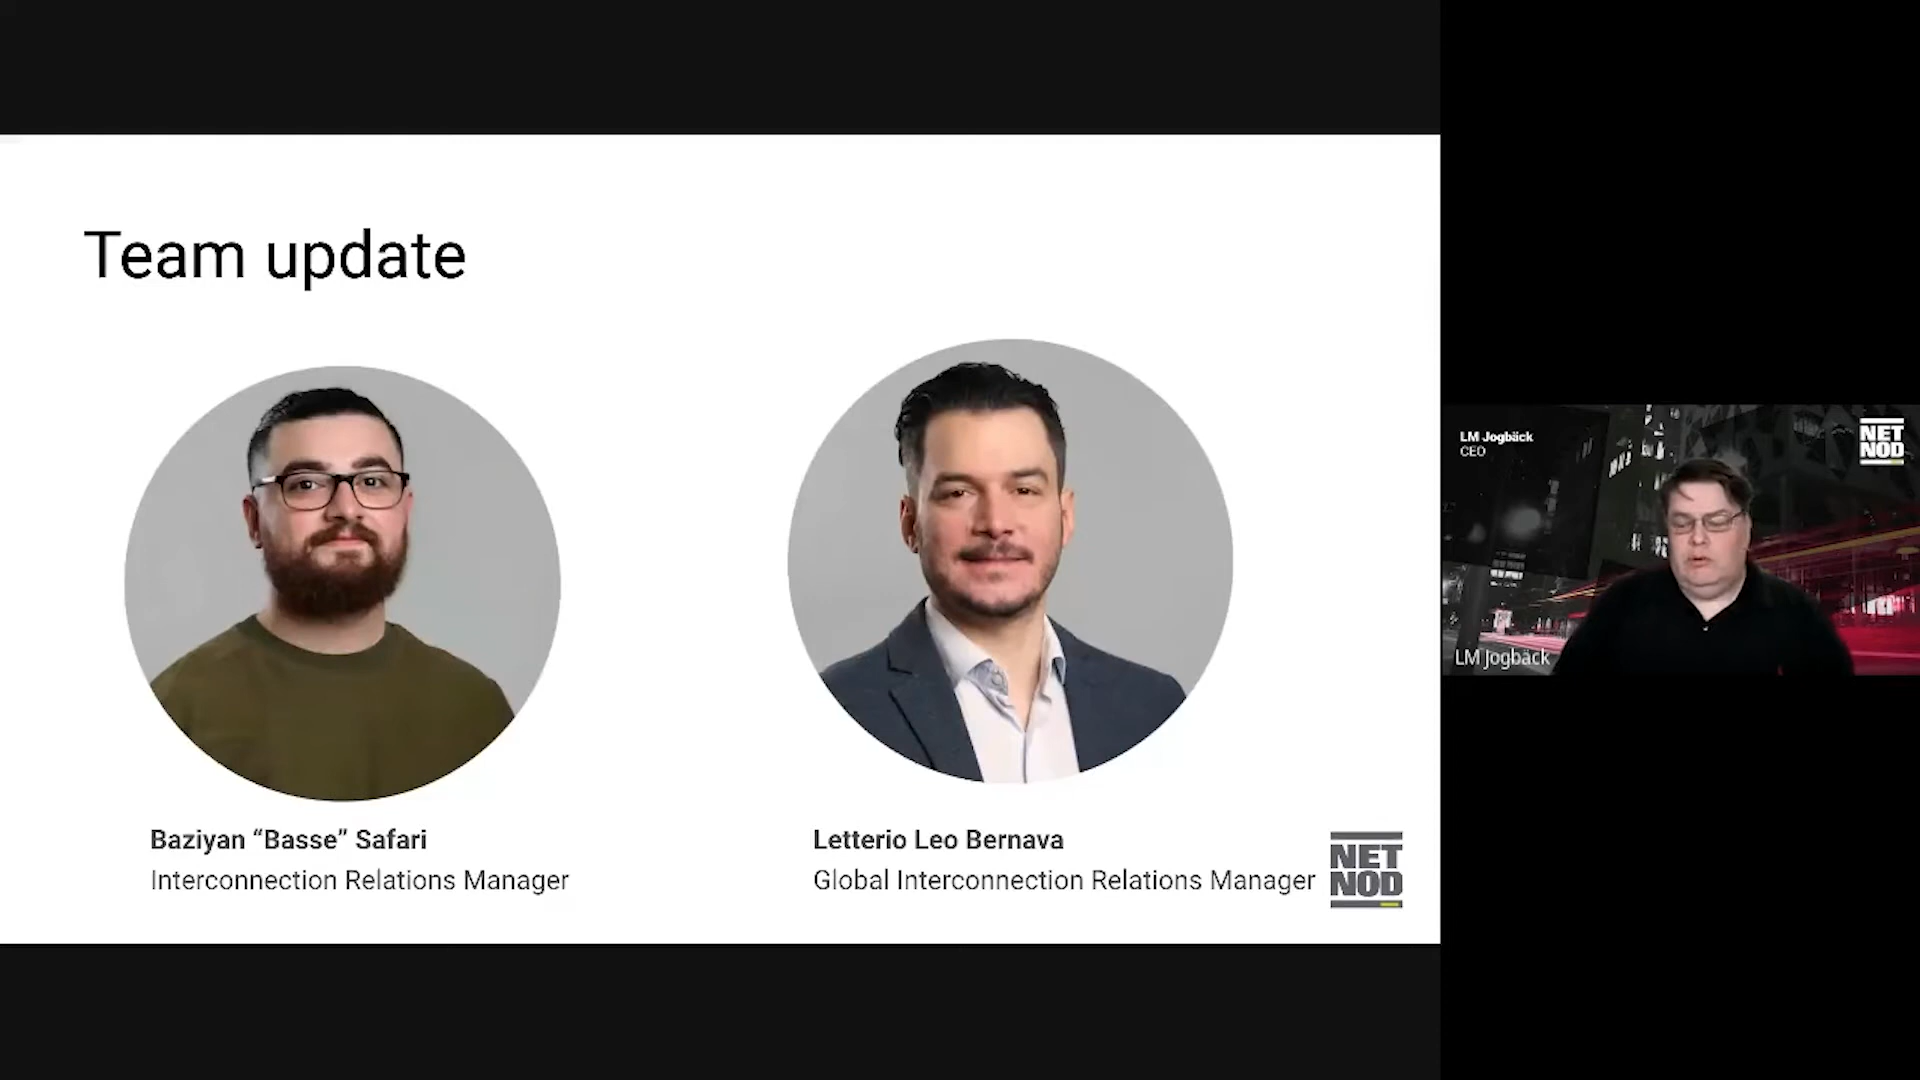 Team update
Baziyan “Basse” Safari
Interconnection Relations Manager
Letterio Leo Bernava
Global Interconnection Relations Manager
NET
NOD
LM Jogbäck
CEO
NET
NOD
LM Jogbäck